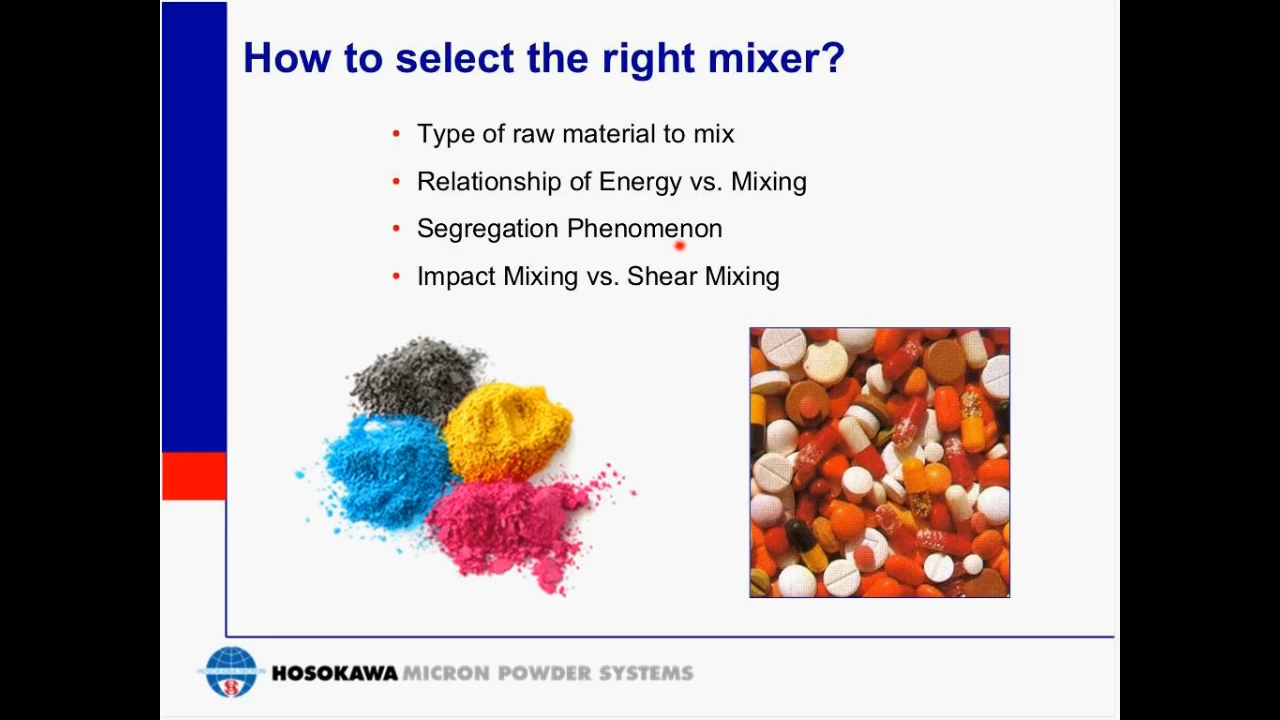 How to select the right mixer?
• Type of raw material to mix
• Relationship of Energy vs. Mixing
• Segregation Phenomenon
• Impact Mixing vs. Shear Mixing
HOSOKAWA MICRON POWDER SYSTEMS